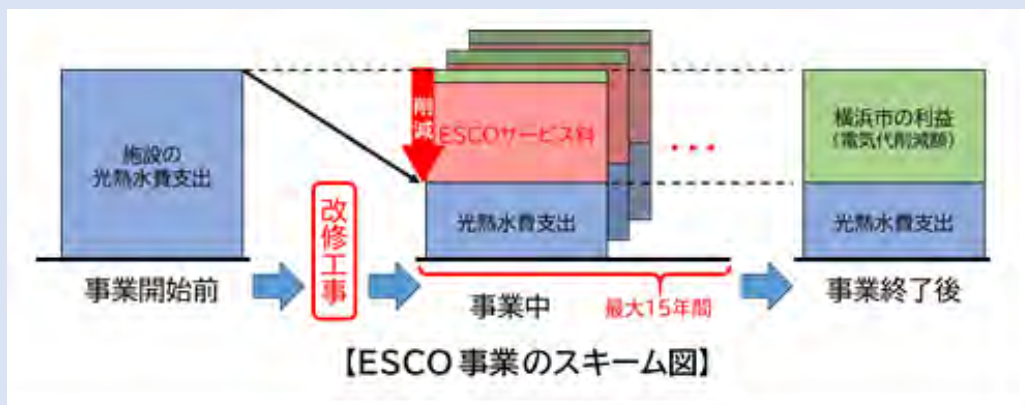 施設の
光熱水費支出
事業開始前
改修工事
削減
ESCOサービス料
光熱水費支出
・・・
事業中
最大15年間
横浜市の利益
(電気代削減額)
光熱水費支出
事業終了後
【ESCO事業のスキーム図】